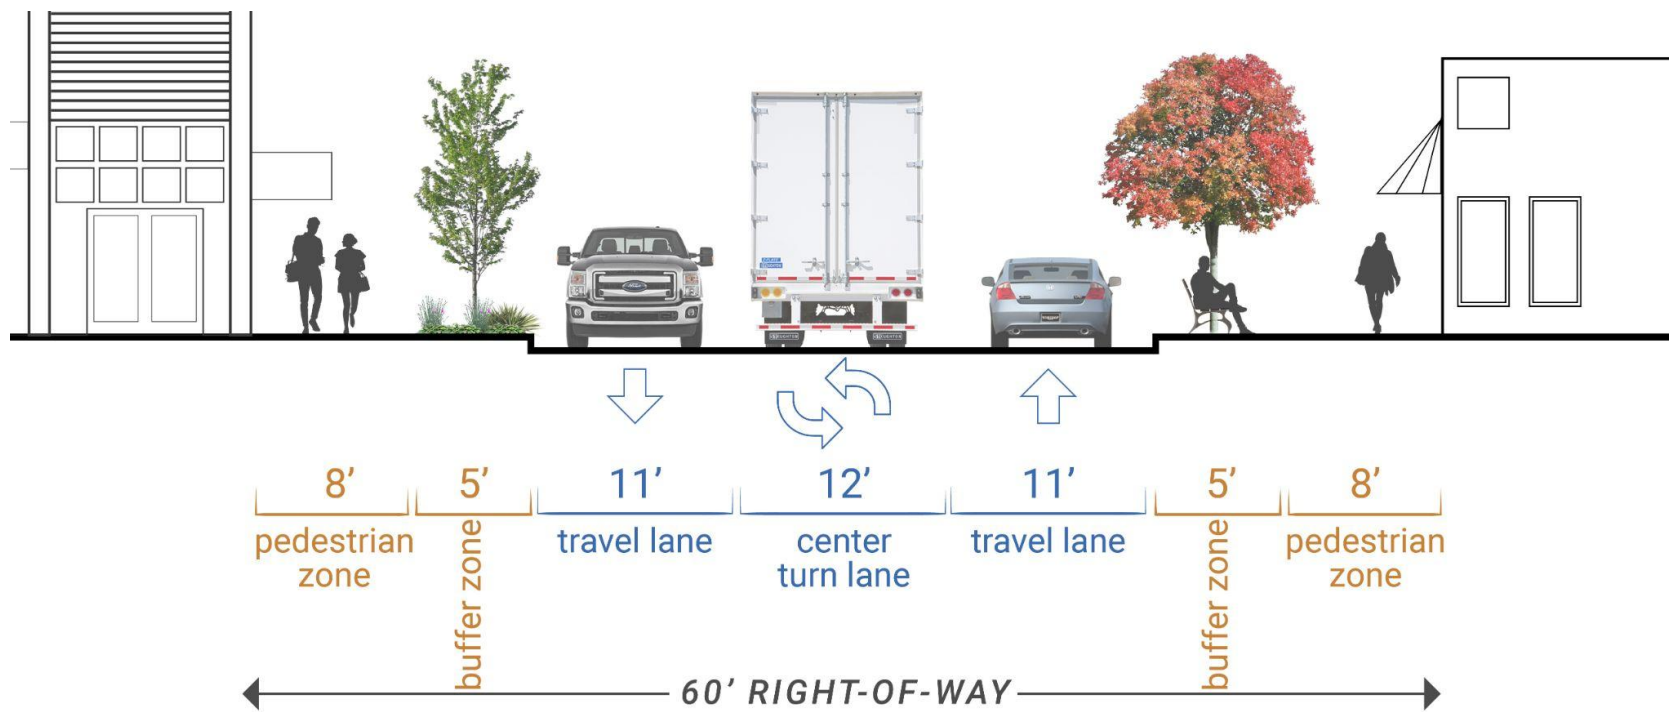 8’ 5’ 11’ 12’ 11’ 5’ 8’
pedestrian
zone
buffer zone
travel lane
center
turn lane
travel lane
buffer zone
pedestrian
zone
60’ RIGHT-OF-WAY
Ford